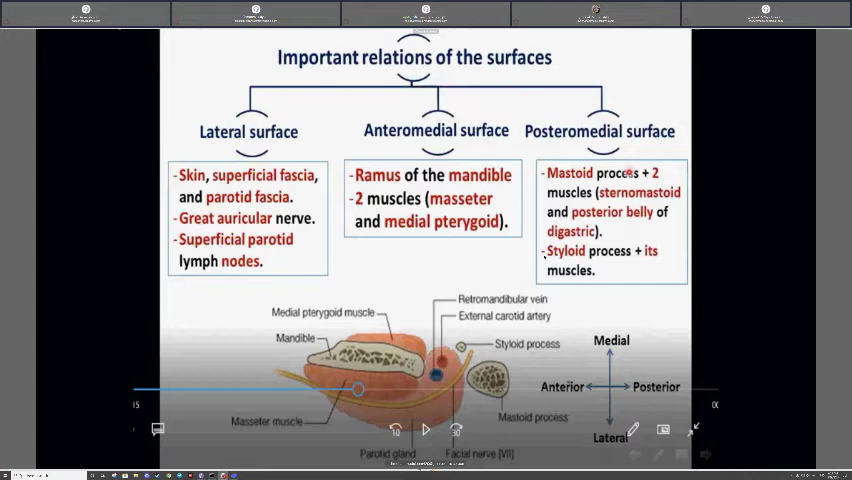 Important relations of the surfaces
Lateral surface
-Skin, superficial fascia,
and parotid fascia.
-Great auricular nerve.
-Superficial parotid
lymph nodes.
Anteromedial surface
-Ramus of the mandible
-2 muscles (masseter
and medial pterygoid).
Posteromedial surface
-Mastoid process + 2
muscles (sternomastoid
and posterior belly of
digastric).
-Styloid process + its
muscles.
Retromandibular vein
Medial pterygoid muscle
External carotid artery
Mandible
Styloid process
Medial
Anterior
Posterior
Masseter muscle
Mastoid process
Lateral
Parotid gland
Facial nerve [VII]
10
30